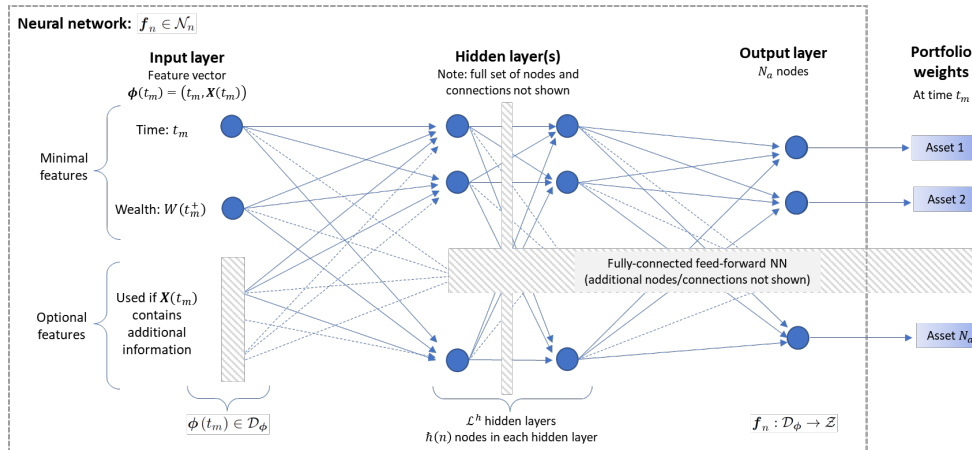 Neural network: f_n ∈ 𝒩_n
Input layer
Feature vector
ϕ(t_m) = (t_m, X(t_m))
Hidden layer(s)
Note: full set of nodes and
connections not shown
Output layer
N_a nodes
Portfolio
weights
At time t_m
Minimal
features
Time: t_m
Wealth: W(t_m^+)
Asset 1
Asset 2
Fully-connected feed-forward NN
(additional nodes/connections not shown)
Optional
features
Used if X(t_m)
contains
additional
information
Asset N_a
ϕ(t_m) ∈ 𝒟_ϕ
ℒ^h hidden layers
ℏ(n) nodes in each hidden layer
f_n : 𝒟_ϕ → 𝒵